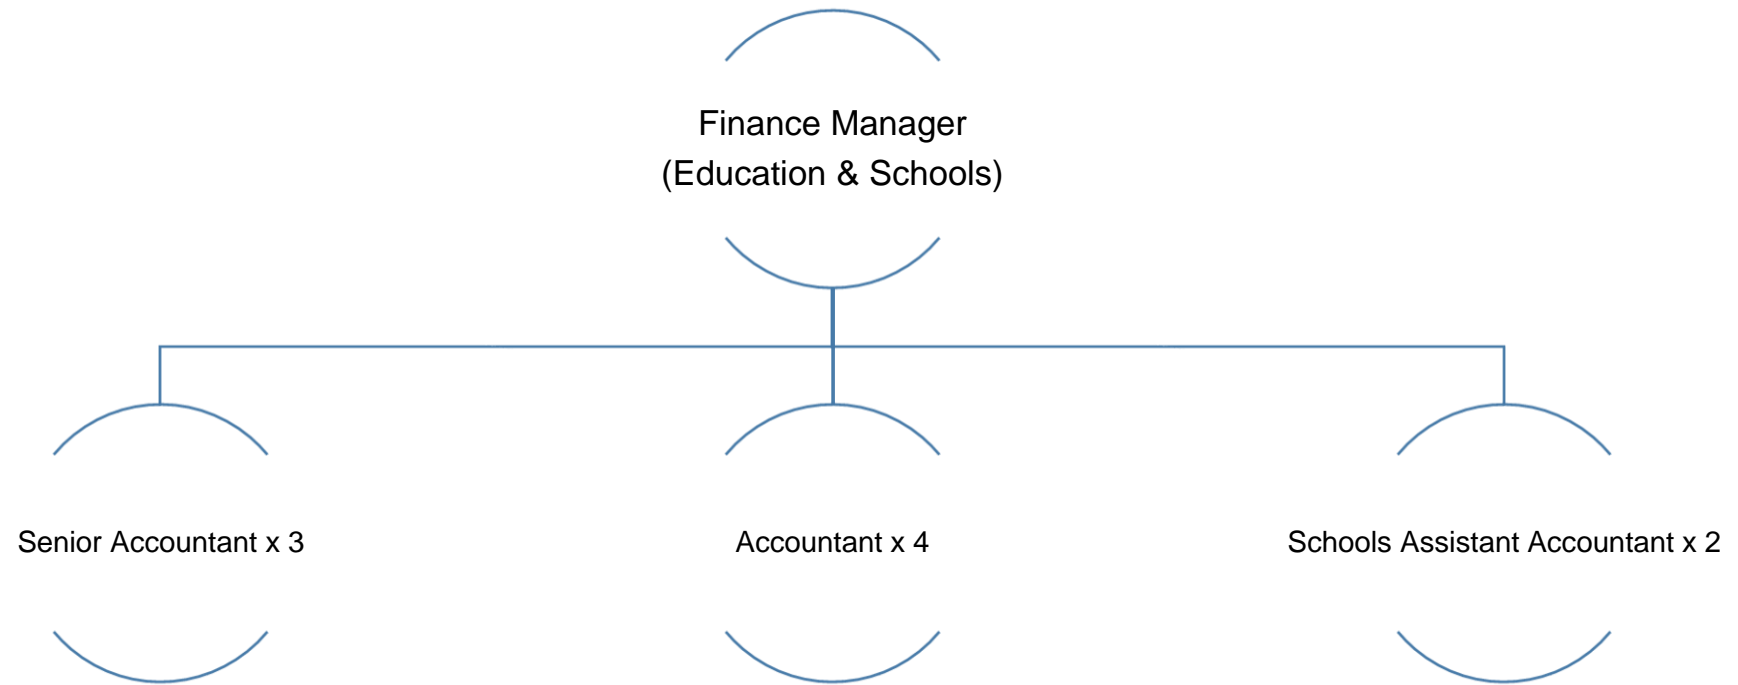 Finance Manager
(Education & Schools)
Senior Accountant x 3
Accountant x 4
Schools Assistant Accountant x 2